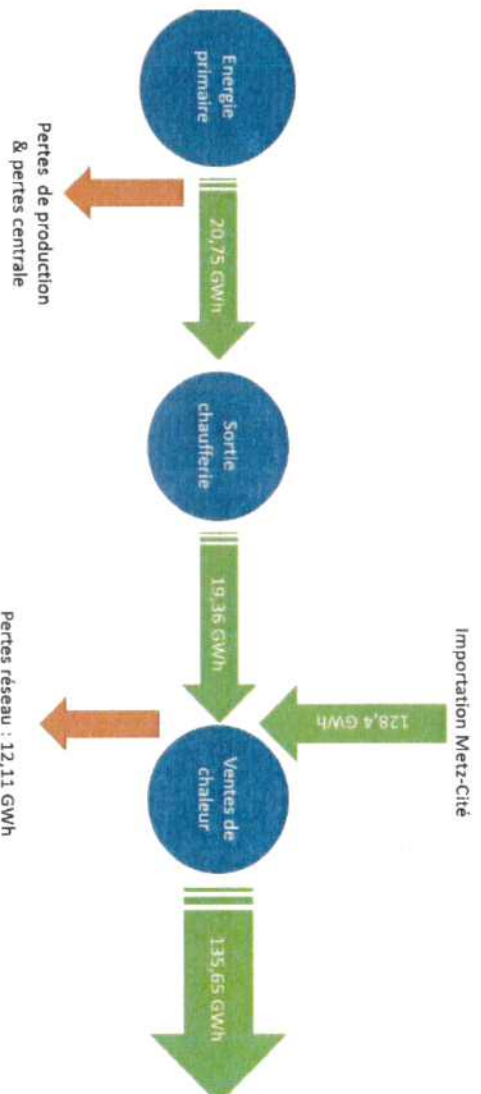 Energie
primaire
20,75 GWh
Pertes de production
& pertes centrale
Sortie
chaufferie
19,36 GWh
Importation Metz-Cité
128,4 GWh
Ventes de
chaleur
Pertes réseau : 12,11 GWh
135,65 GWh